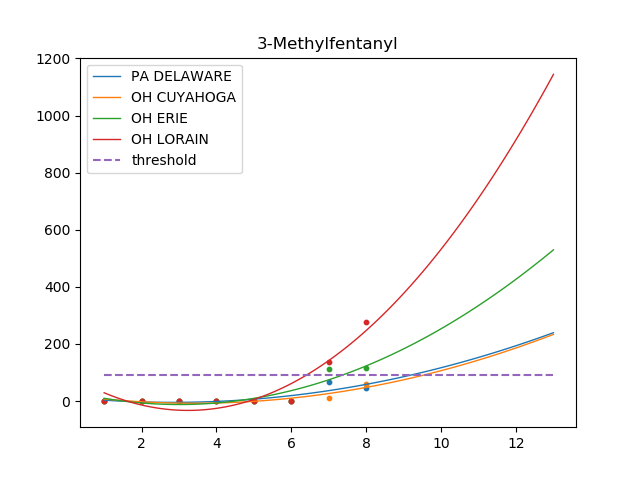 3-Methylfentanyl
1200
1000
800
600
400
200
0
PA DELAWARE
OH CUYAHOGA
OH ERIE
OH LORAIN
threshold
2 4 6 8 10 12